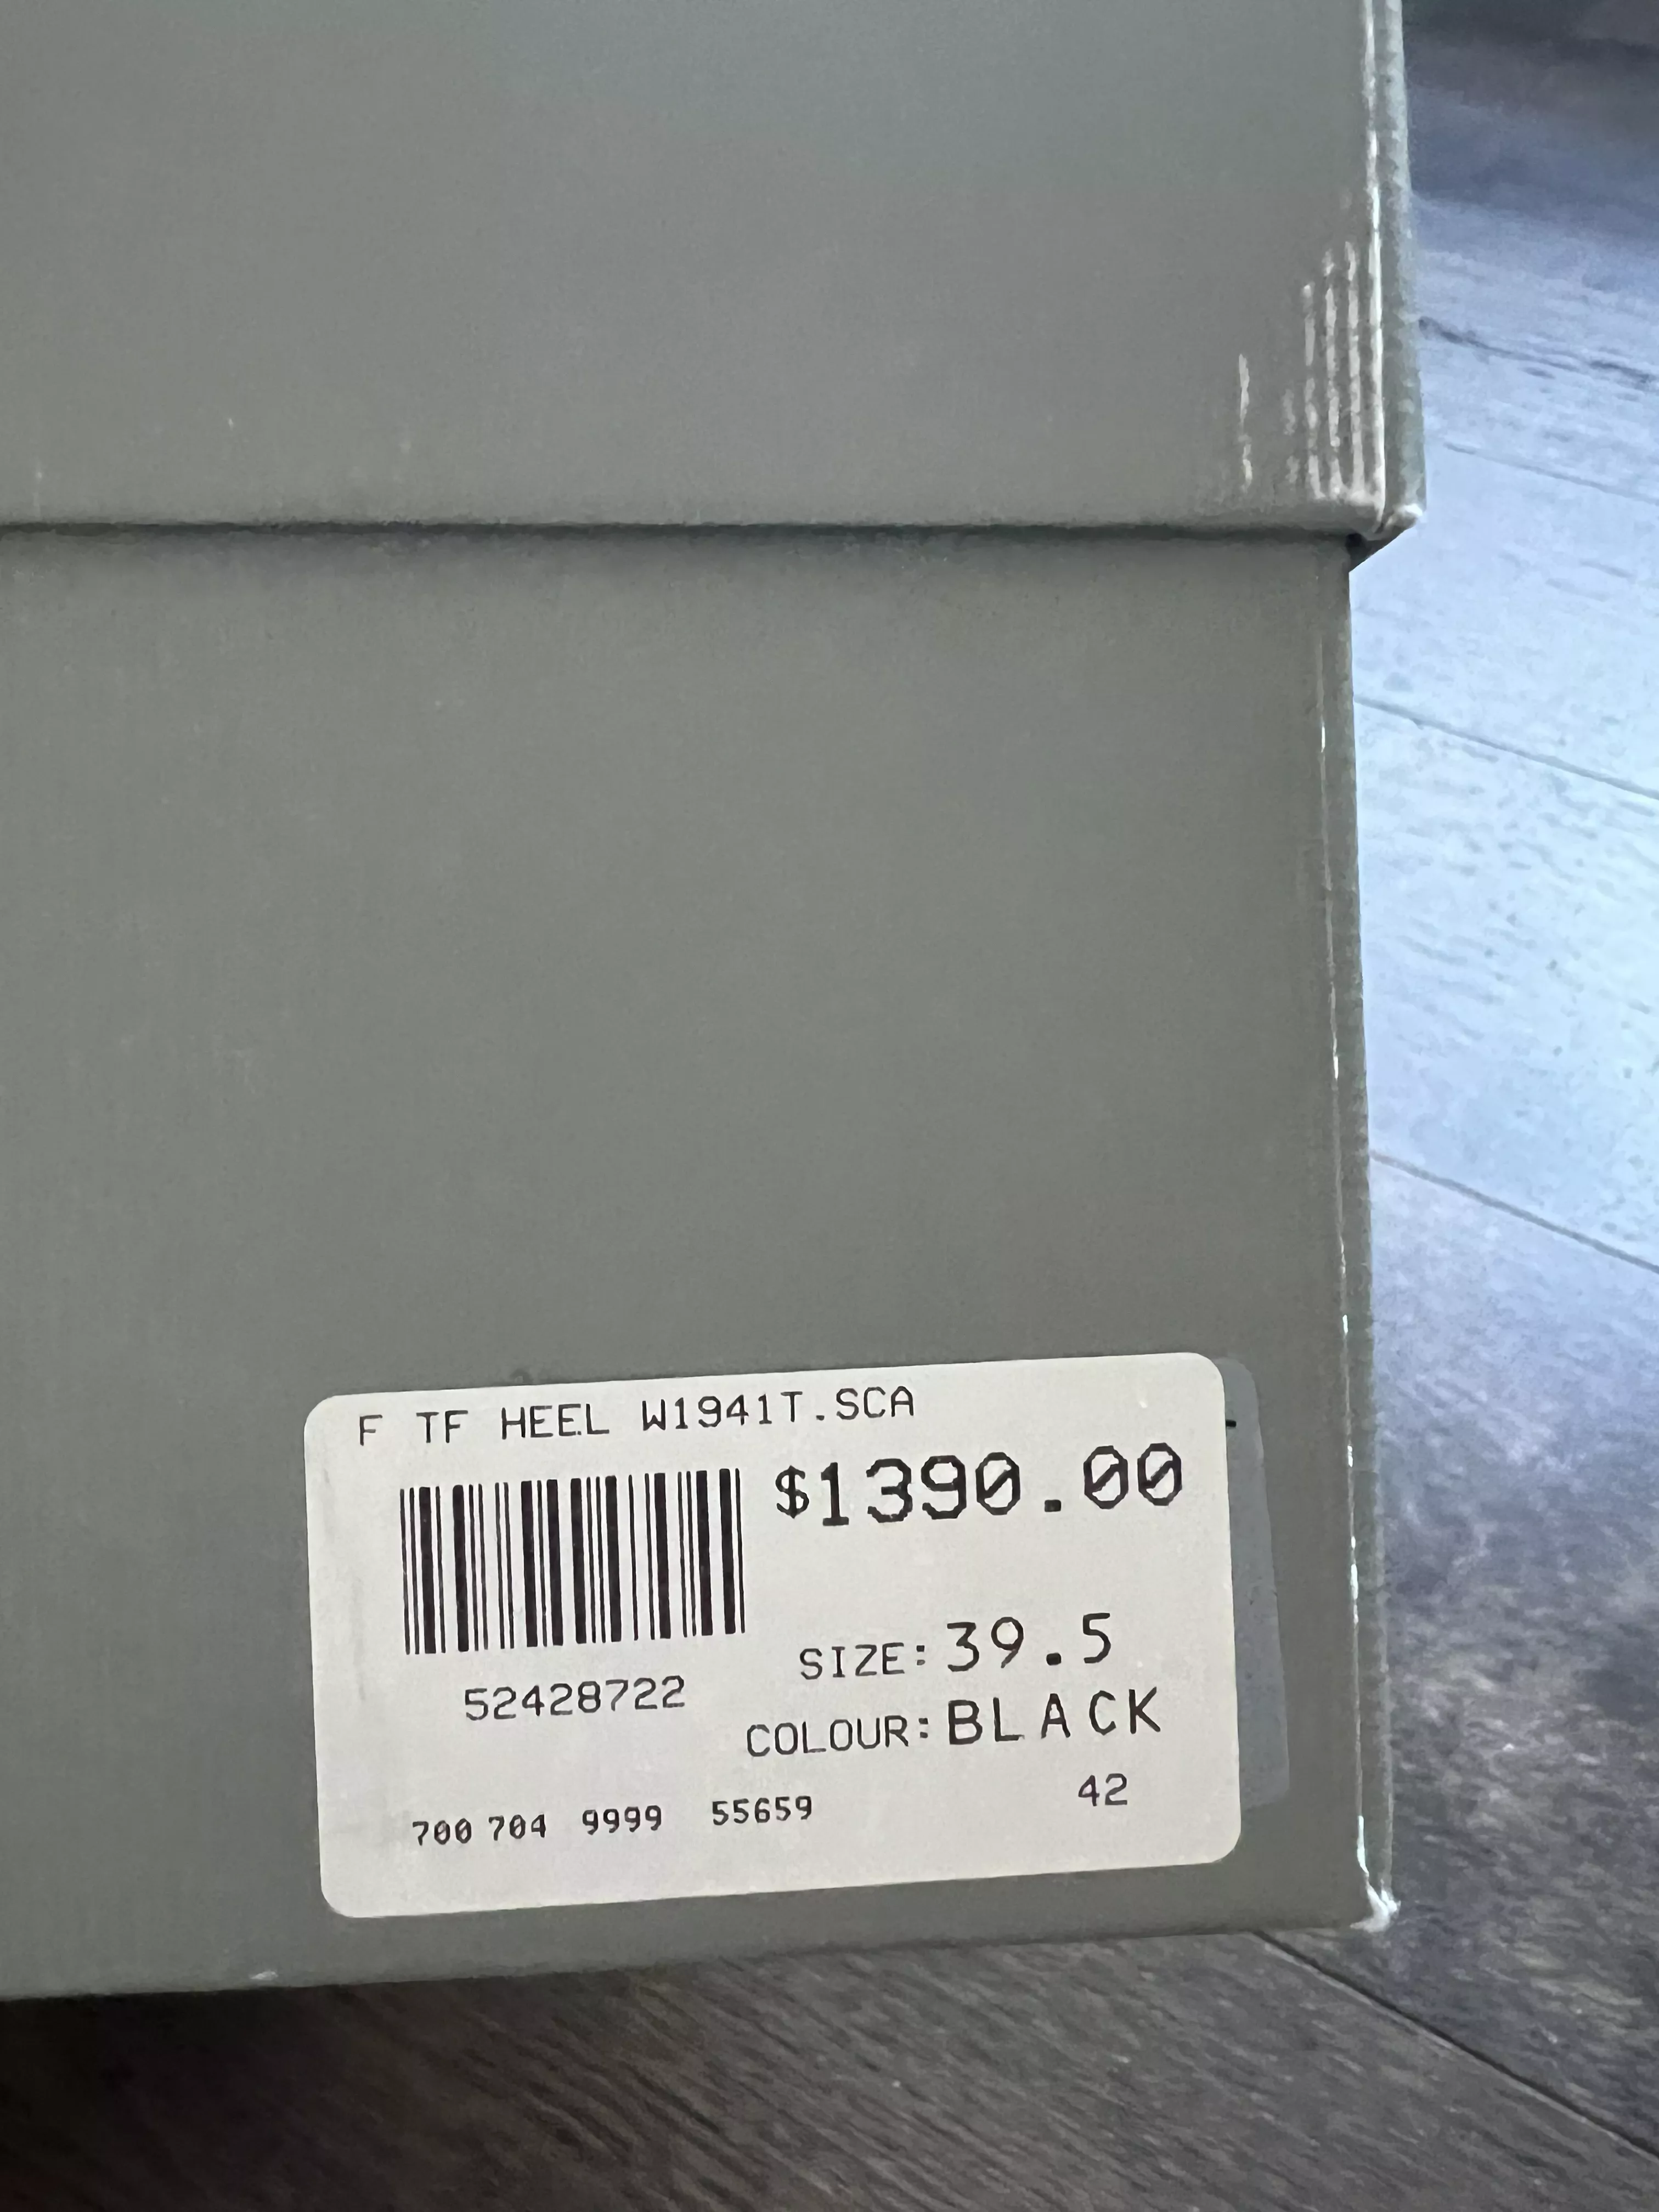 F TF HEEL W1941T.SCA
$1390.00
SIZE: 39.5
52428722
COLOUR: BLACK
42
700 704 9999 55659